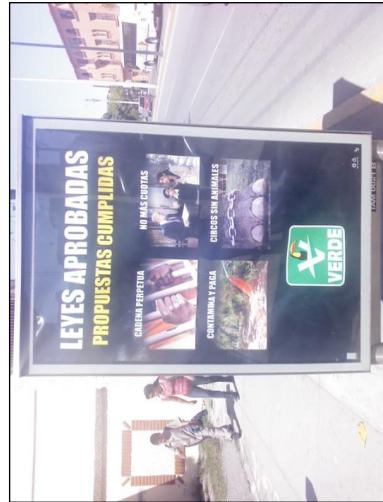 LEYES APROBADAS
PROPUESTAS CUMPLIDAS
CADENA PERPETUA
NO MÁS CUOTAS
CONTAMINA Y PAGA
CIRCOS SIN ANIMALES
VERDE